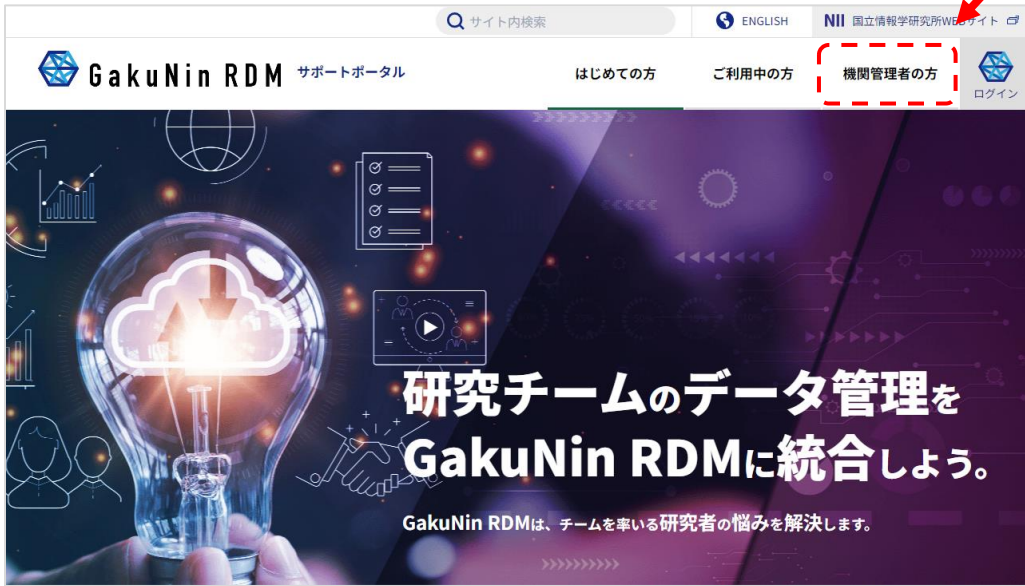 サイト内検索
ENGLISH
NII 国立情報学研究所WEBサイト
GakuNin RDM サポートポータル
はじめての方
ご利用中の方
機関管理者の方
ログイン
研究チームのデータ管理を
GakuNin RDMに統合しよう。
GakuNin RDMは、チームを率いる研究者の悩みを解決します。